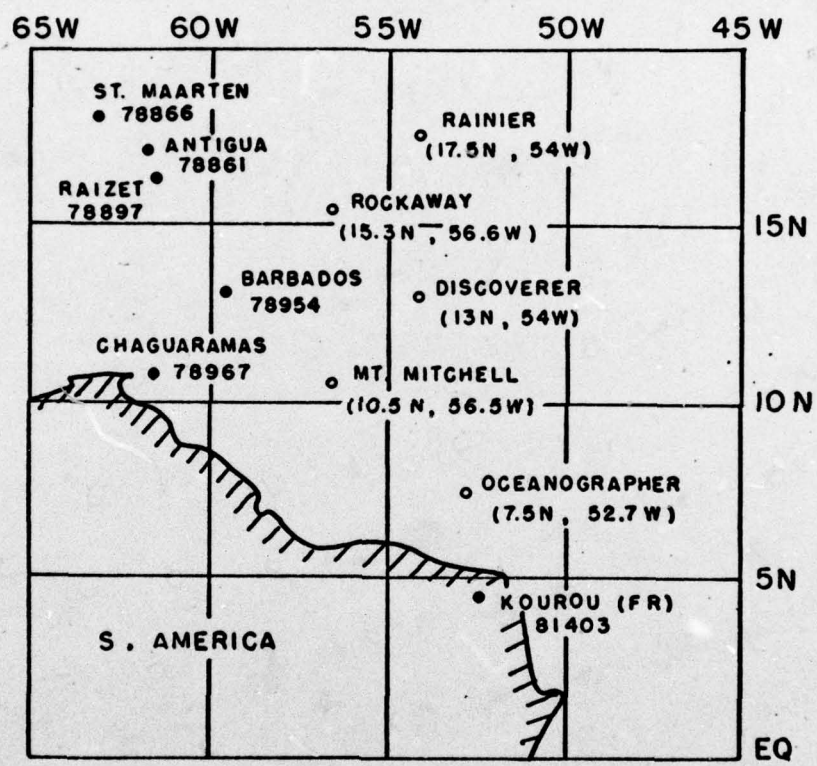 65W 60W 55W 50W 45W
ST. MAARTEN
78866
ANTIGUA
78861
RAIZET
78897
RAINIER
(17.5N , 54W)
ROCKAWAY
(15.3N , 56.6W)
15N
BARBADOS
78954
DISCOVERER
(13N , 54W)
CHAGUARAMAS
78967
MT. MITCHELL
(10.5N, 56.5W)
10N
OCEANOGRAPHER
(7.5N , 52.7W)
5N
KOUROU (FR)
81403
S. AMERICA
EQ